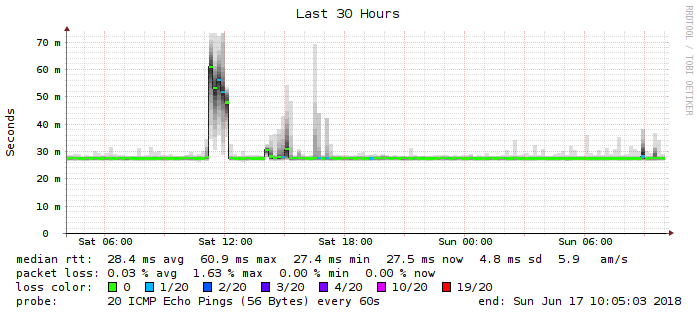 Last 30 Hours
RRDTOOL / TOBI OETIKER
Seconds
70 m
60 m
50 m
40 m
30 m
20 m
10 m
0
Sat 06:00 Sat 12:00 Sat 18:00 Sun 00:00 Sun 06:00
median rtt: 28.4 ms avg 60.9 ms max 27.4 ms min 27.5 ms now 4.8 ms sd 5.9 am/s
packet loss: 0.03 % avg 1.63 % max 0.00 % min 0.00 % now
loss color: 0 1/20 2/20 3/20 4/20 10/20 19/20
probe: 20 ICMP Echo Pings (56 Bytes) every 60s end: Sun Jun 17 10:05:03 2018